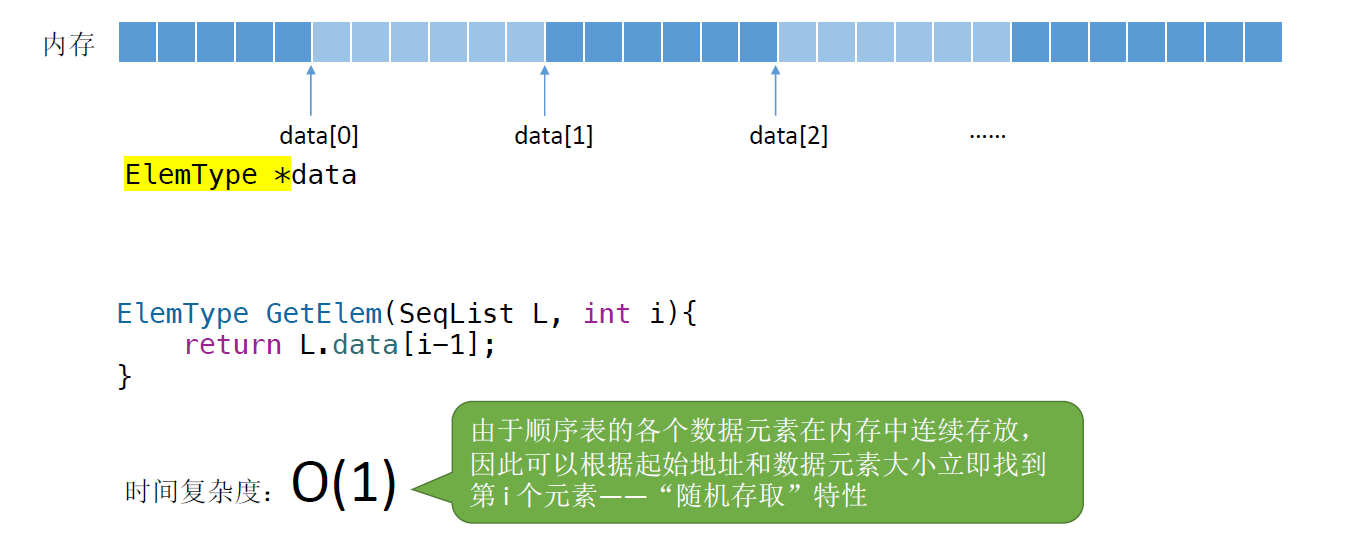 内存
data[0] data[1] data[2] ……
ElemType *data
ElemType GetElem(SeqList L, int i){
    return L.data[i-1];
}
由于顺序表的各个数据元素在内存中连续存放，
因此可以根据起始地址和数据元素大小立即找到
第 i 个元素——“随机存取”特性
时间复杂度：O(1)